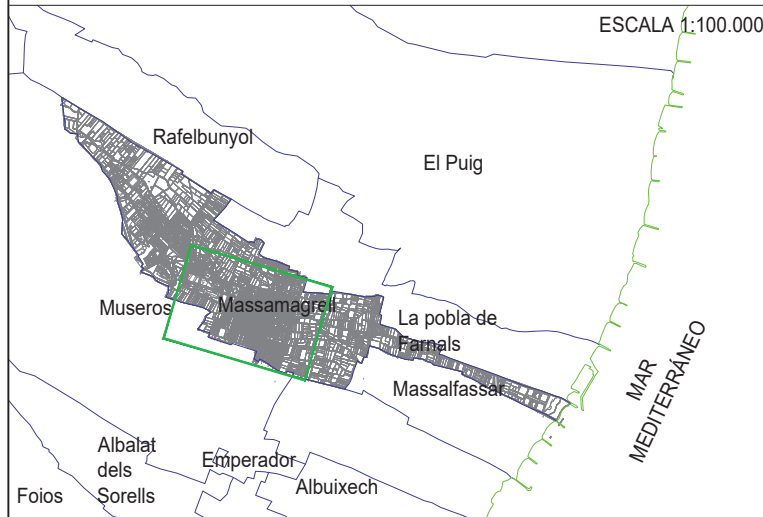 ESCALA 1:100.000
Rafelbunyol
El Puig
Museros
Massamagrell
La pobla de
Farnals
MAR
MEDITERRÁNEO
Massalfassar
Albalat
dels
Sorells
Emperador
Albuixech
Foios